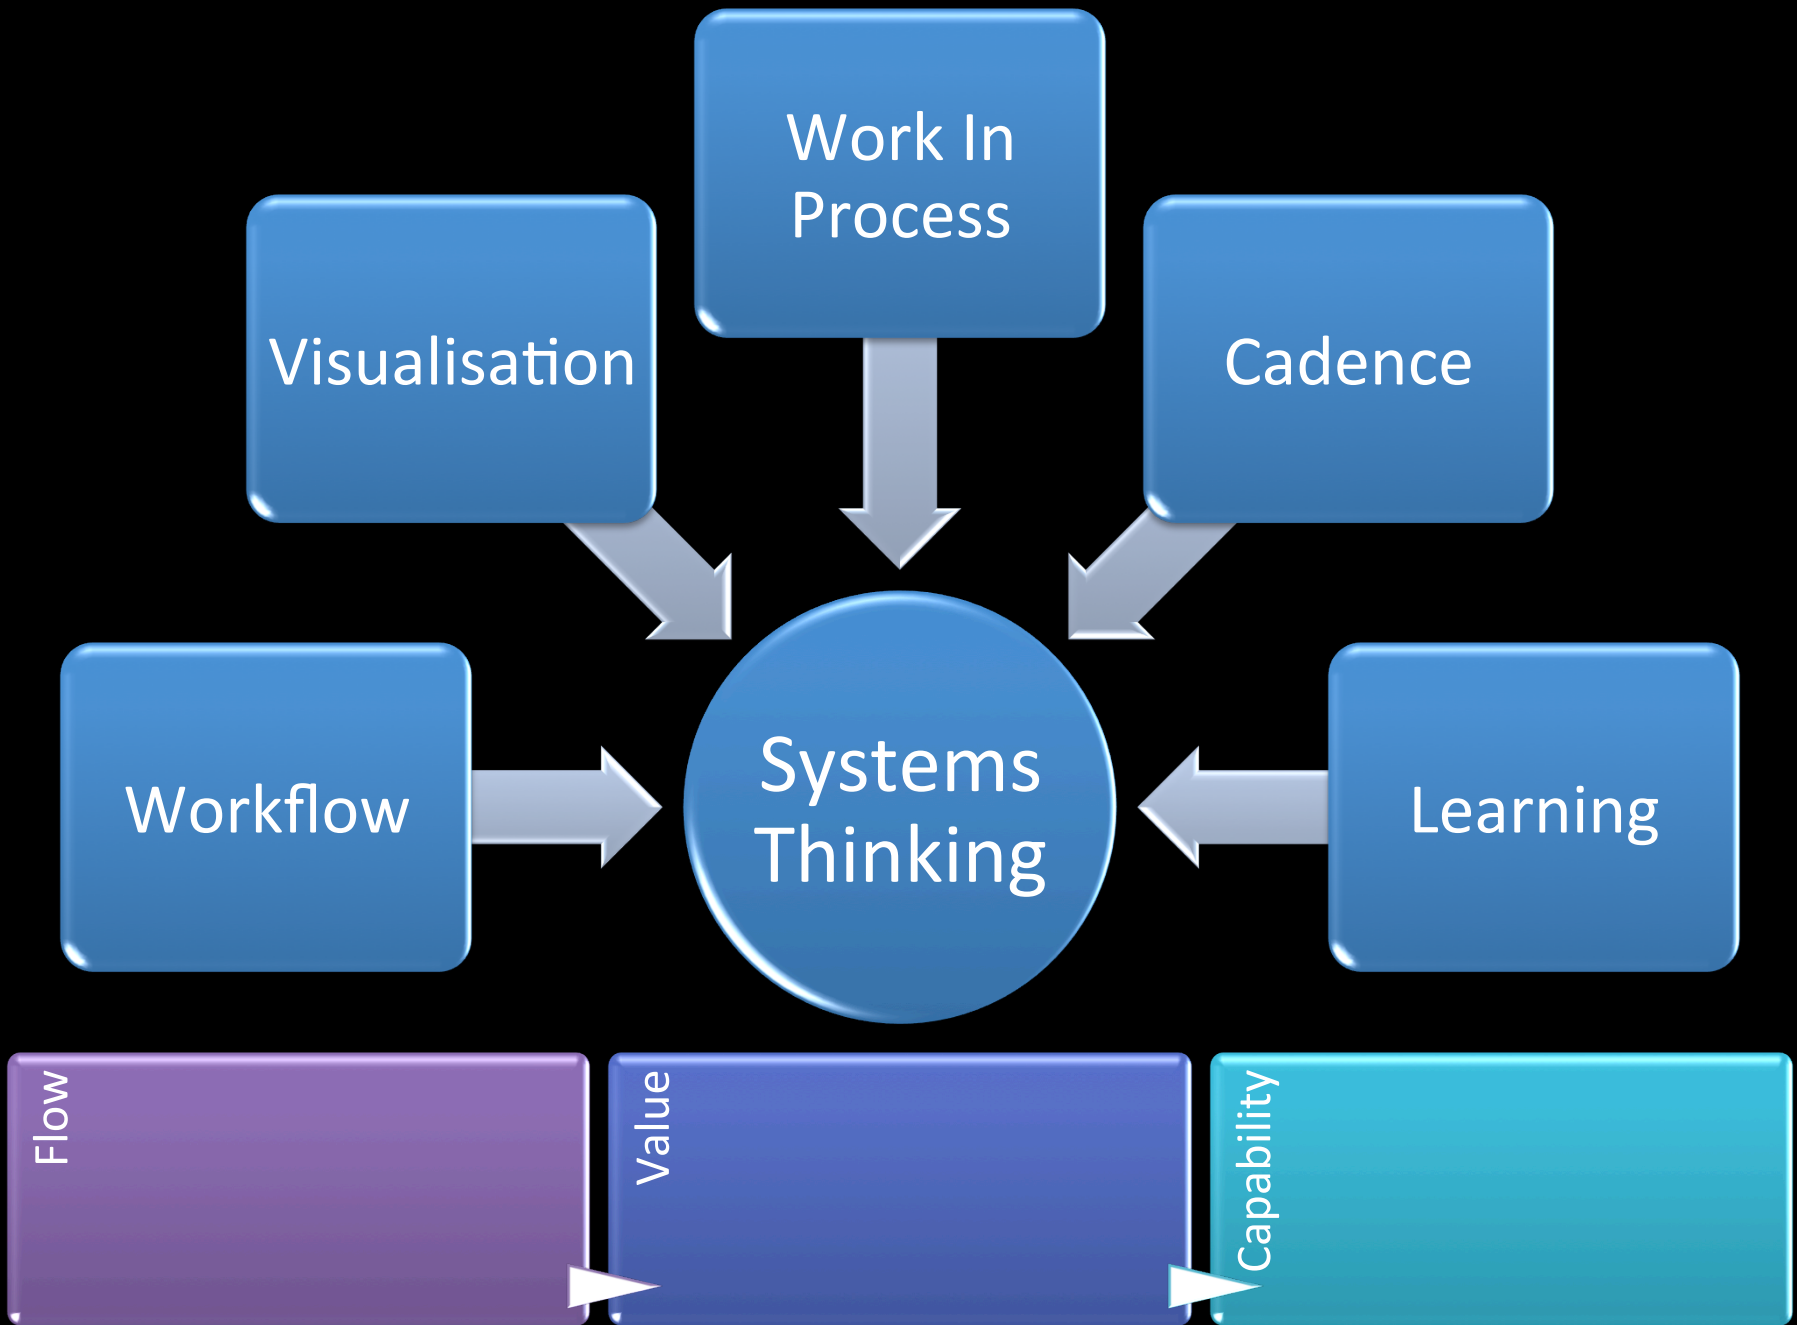 Work In
Process
Visualisation
Cadence
Workflow
Systems
Thinking
Learning
Flow
Value
Capability